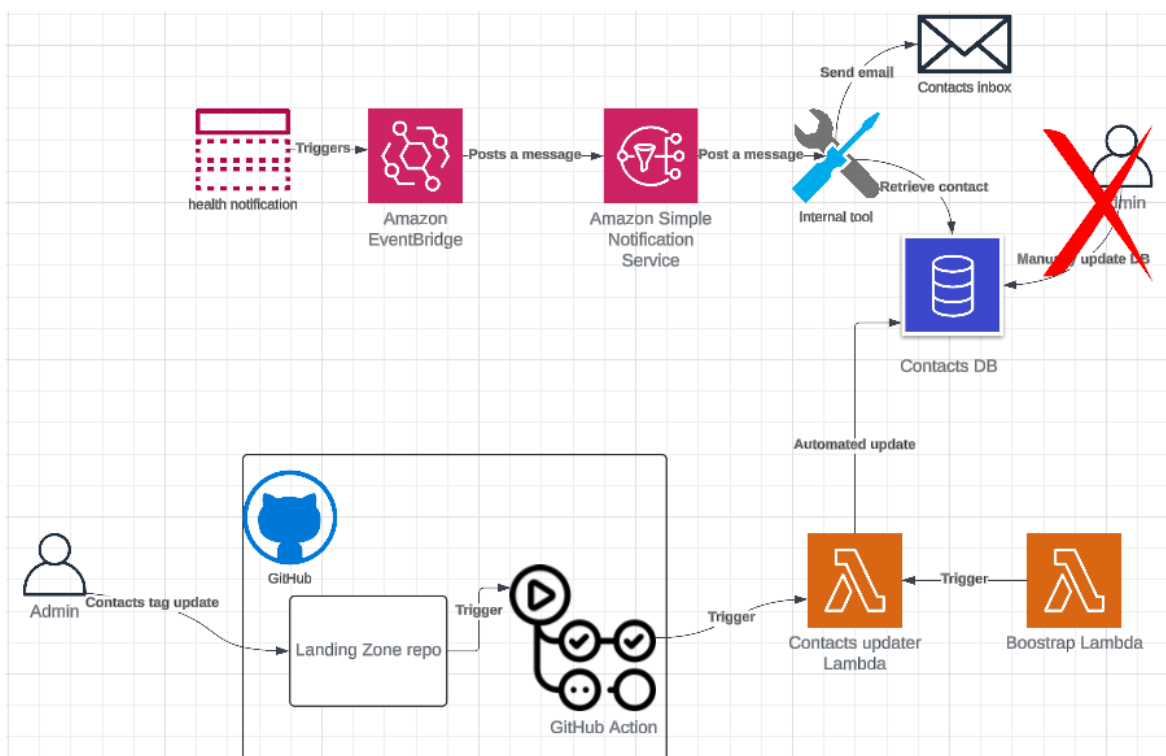 Send email
Contacts inbox
Triggers
Posts a message
Post a message
Retrieve contact
health notification
Amazon
EventBridge
Amazon Simple
Notification
Service
Internal tool
update DB
Contacts DB
Automated update
GitHub
Admin
Contacts tag update
Landing Zone repo
Trigger
GitHub Action
Trigger
Contacts updater
Lambda
Trigger
Boostrap Lambda